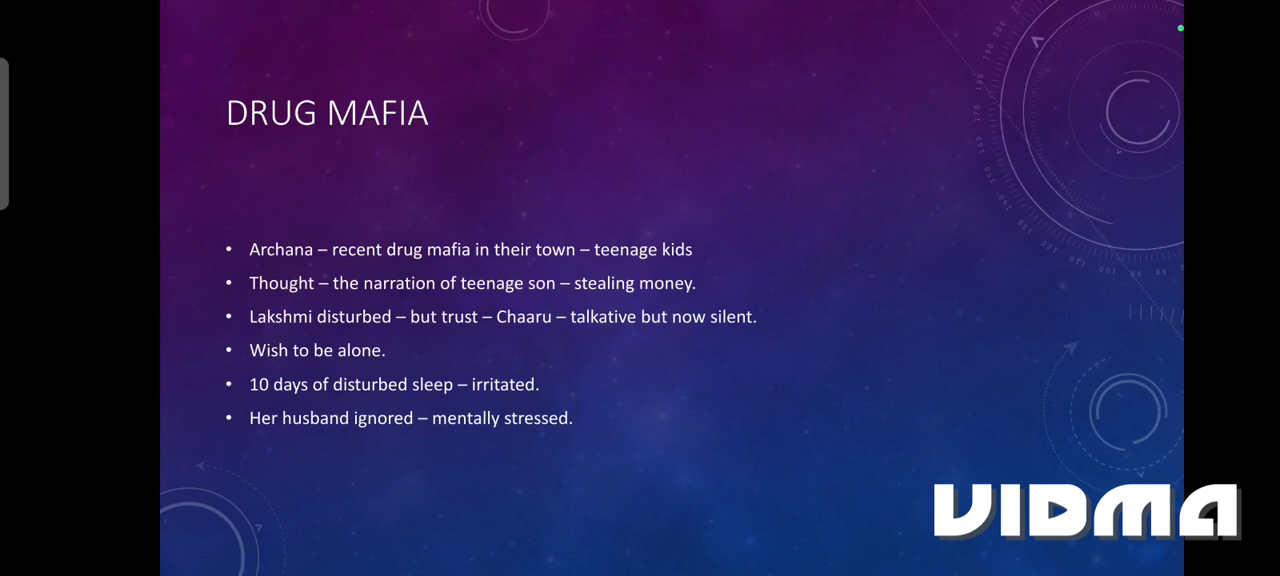 DRUG MAFIA
• Archana – recent drug mafia in their town – teenage kids
• Thought – the narration of teenage son – stealing money.
• Lakshmi disturbed – but trust – Chaaru – talkative but now silent.
• Wish to be alone.
• 10 days of disturbed sleep – irritated.
• Her husband ignored – mentally stressed.
VIDMA